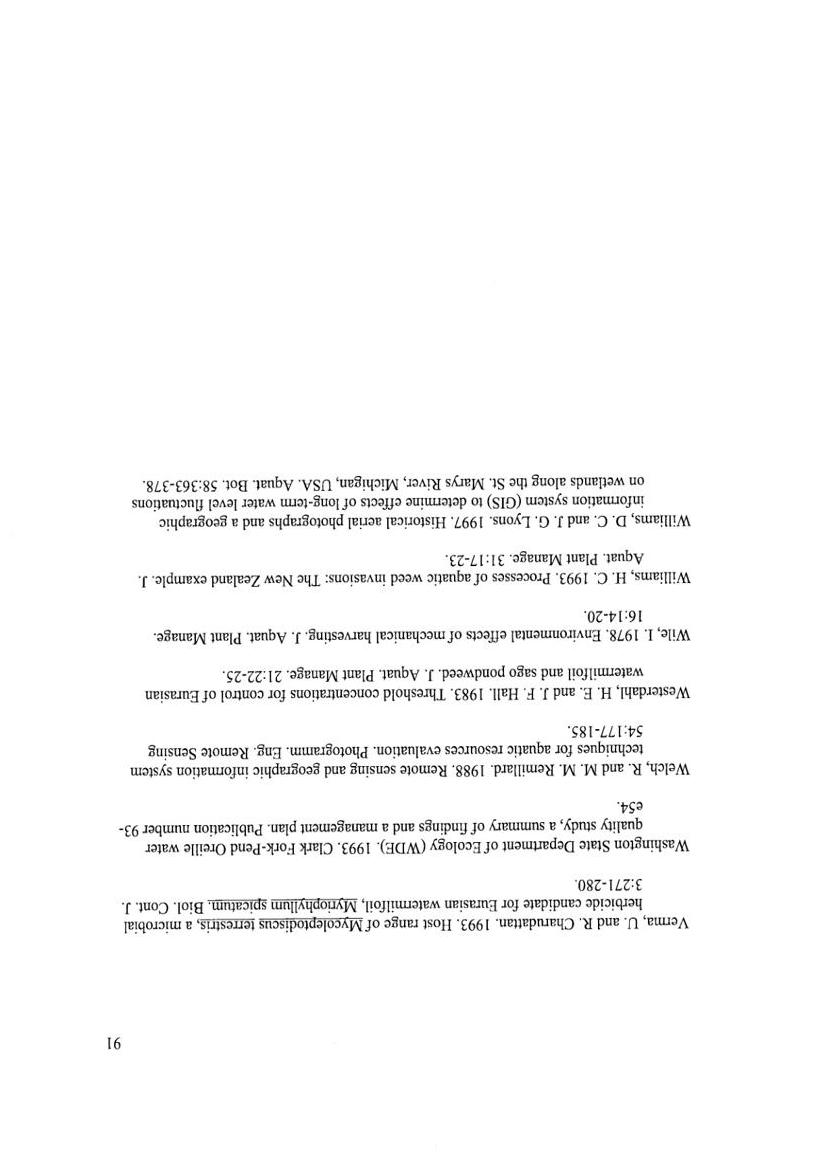 91
Verma, U. and R. Charudattan. 1993. Host range of Mycoleptodiscus terrestris, a microbial
herbicide candidate for Eurasian watermilfoil, Myriophyllum spicatum. Biol. Cont. J.
3:271-280.
Washington State Department of Ecology (WDE). 1993. Clark Fork-Pend Oreille water
quality study, a summary of findings and a management plan. Publication number 93-
e54.
Welch, R. and M. M. Remillard. 1988. Remote sensing and geographic information system
techniques for aquatic resources evaluation. Photogramm. Eng. Remote Sensing
54:177-185.
Westerdahl, H. E. and J. F. Hall. 1983. Threshold concentrations for control of Eurasian
watermilfoil and sago pondweed. J. Aquat. Plant Manage. 21:22-25.
Wile, I. 1978. Environmental effects of mechanical harvesting. J. Aquat. Plant Manage.
16:14-20.
Williams, H. C. 1993. Processes of aquatic weed invasions: The New Zealand example. J.
Aquat. Plant Manage. 31:17-23.
Williams, D. C. and J. G. Lyons. 1997. Historical aerial photographs and a geographic
information system (GIS) to determine effects of long-term water level fluctuations
on wetlands along the St. Marys River, Michigan, USA. Aquat. Bot. 58:363-378.